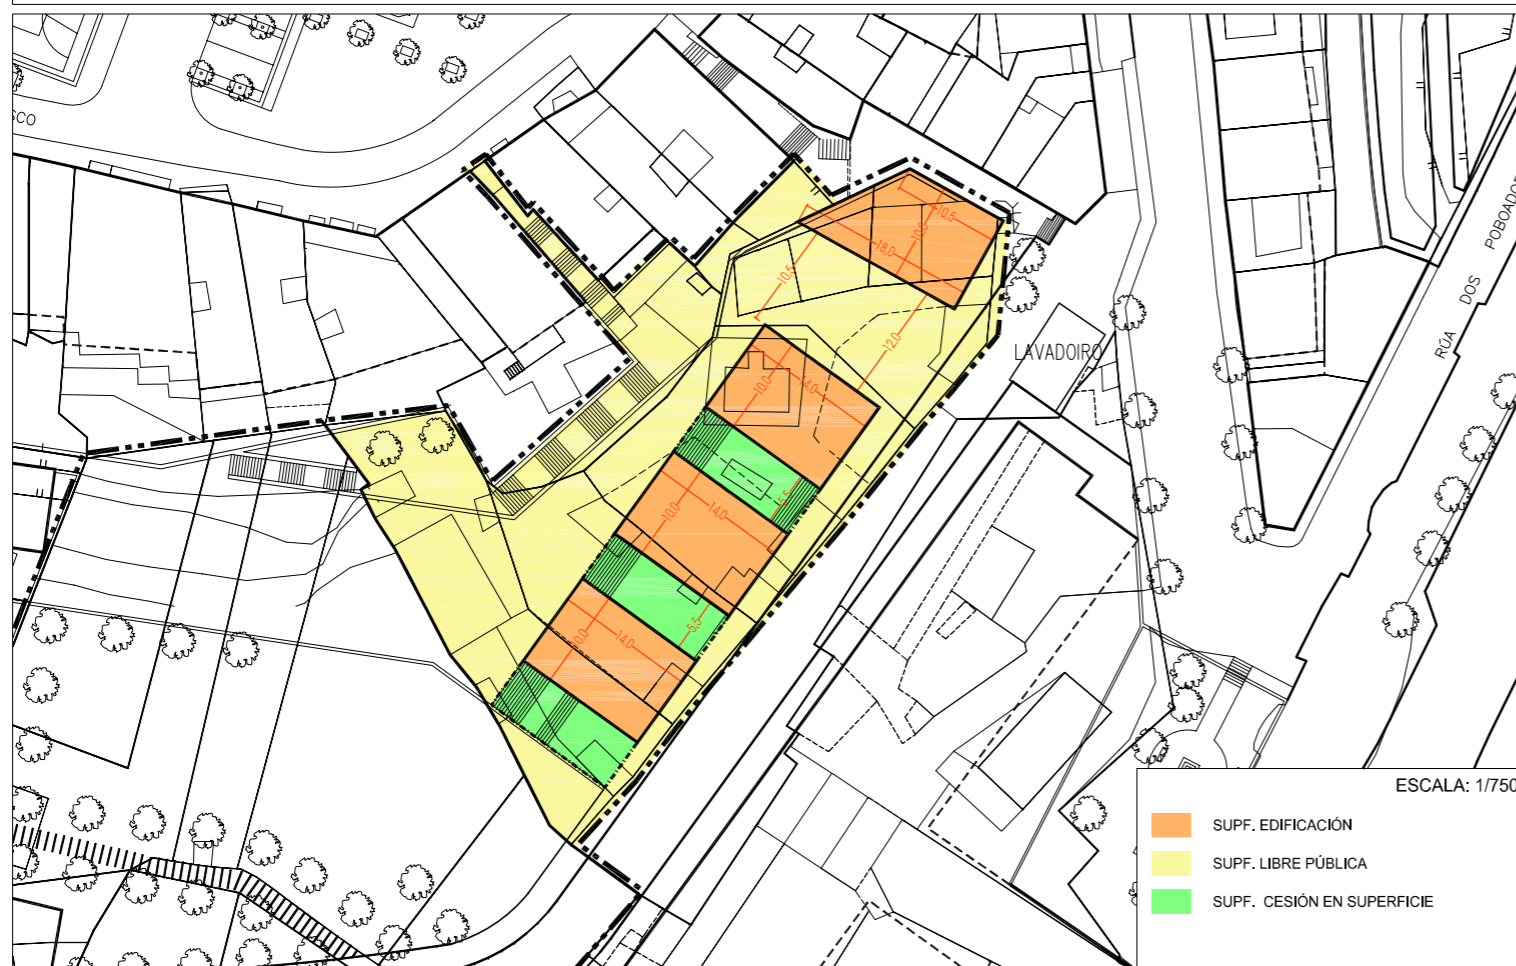 SCO
10,5
10,0
18,0
10,5
12,0
LAVADOIRO
RÚA DOS POBOADOR
10,0
14,0
5,5
10,0
14,0
5,5
10,0
14,0
ESCALA: 1/750
SUPF. EDIFICACIÓN
SUPF. LIBRE PÚBLICA
SUPF. CESIÓN EN SUPERFICIE